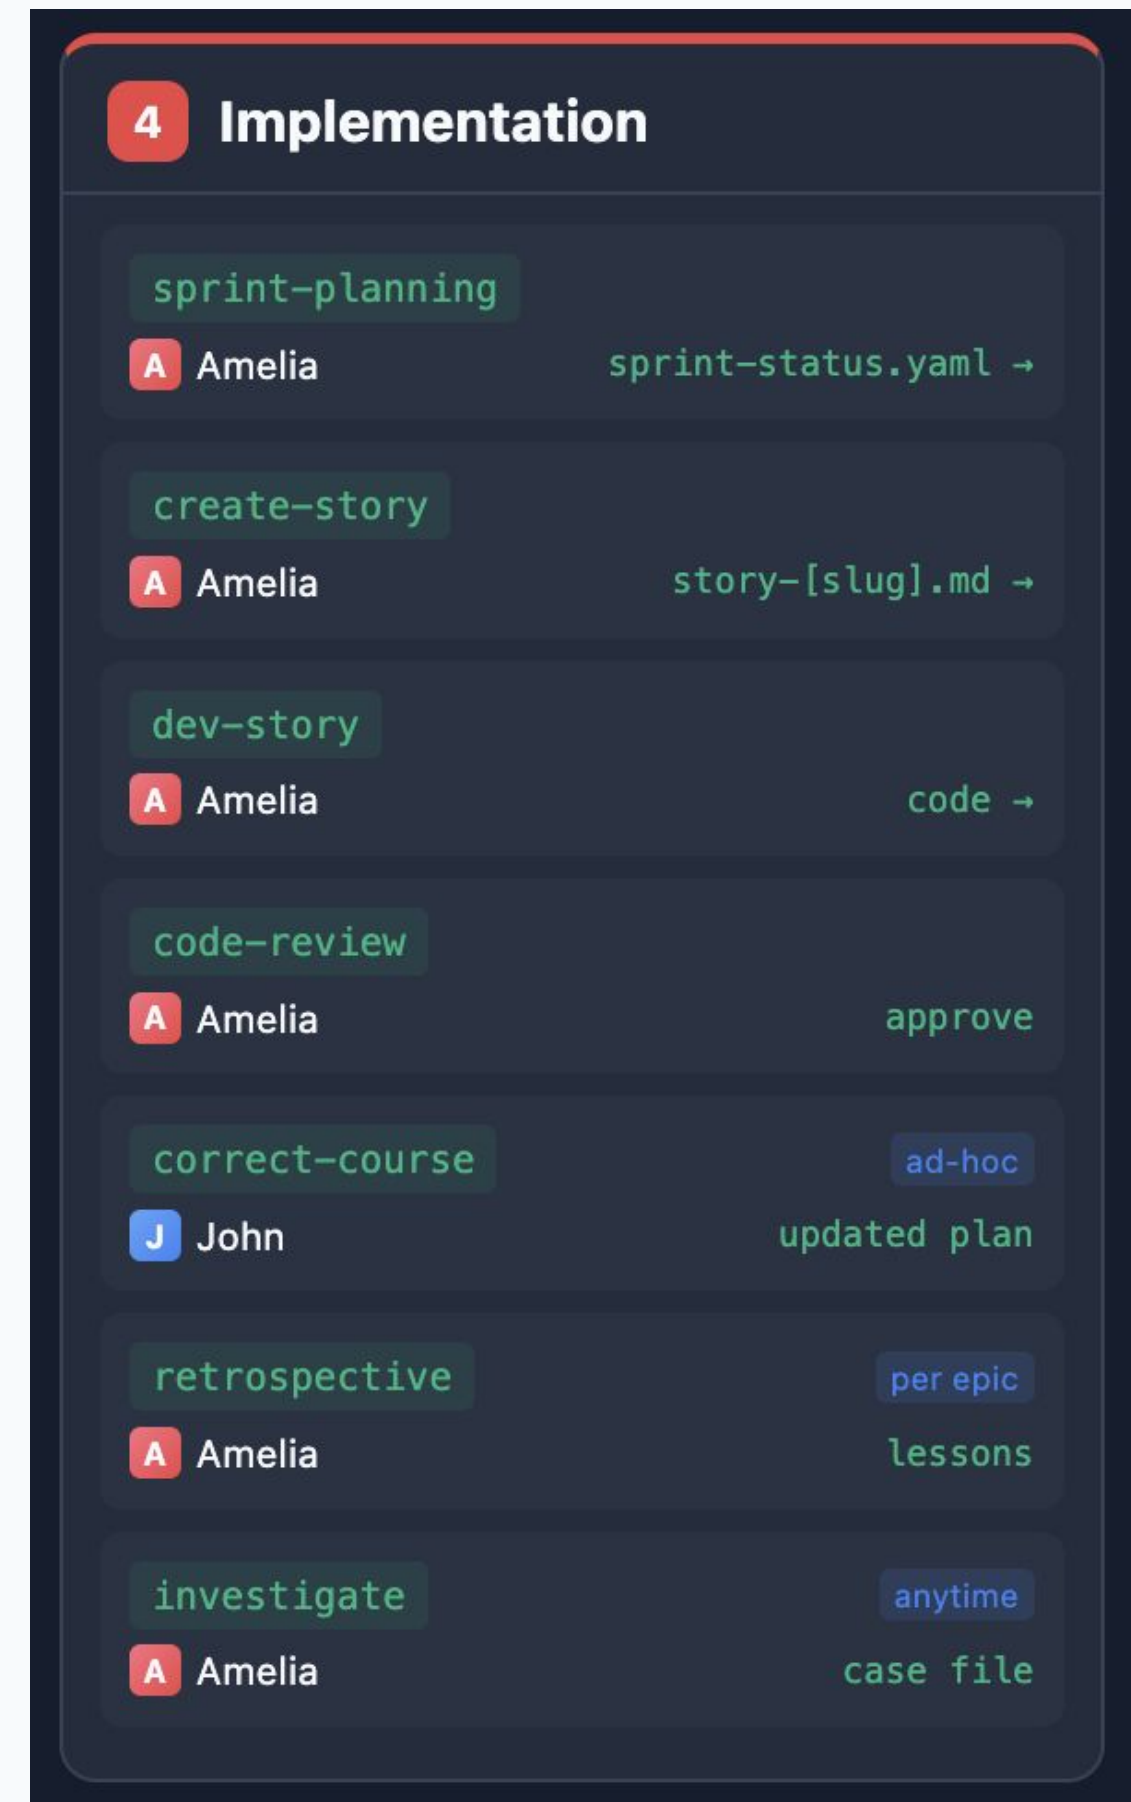 4 Implementation
sprint-planning
A Amelia sprint-status.yaml →
create-story
A Amelia story-[slug].md →
dev-story
A Amelia code →
code-review
A Amelia approve
correct-course ad-hoc
J John updated plan
retrospective per epic
A Amelia lessons
investigate anytime
A Amelia case file